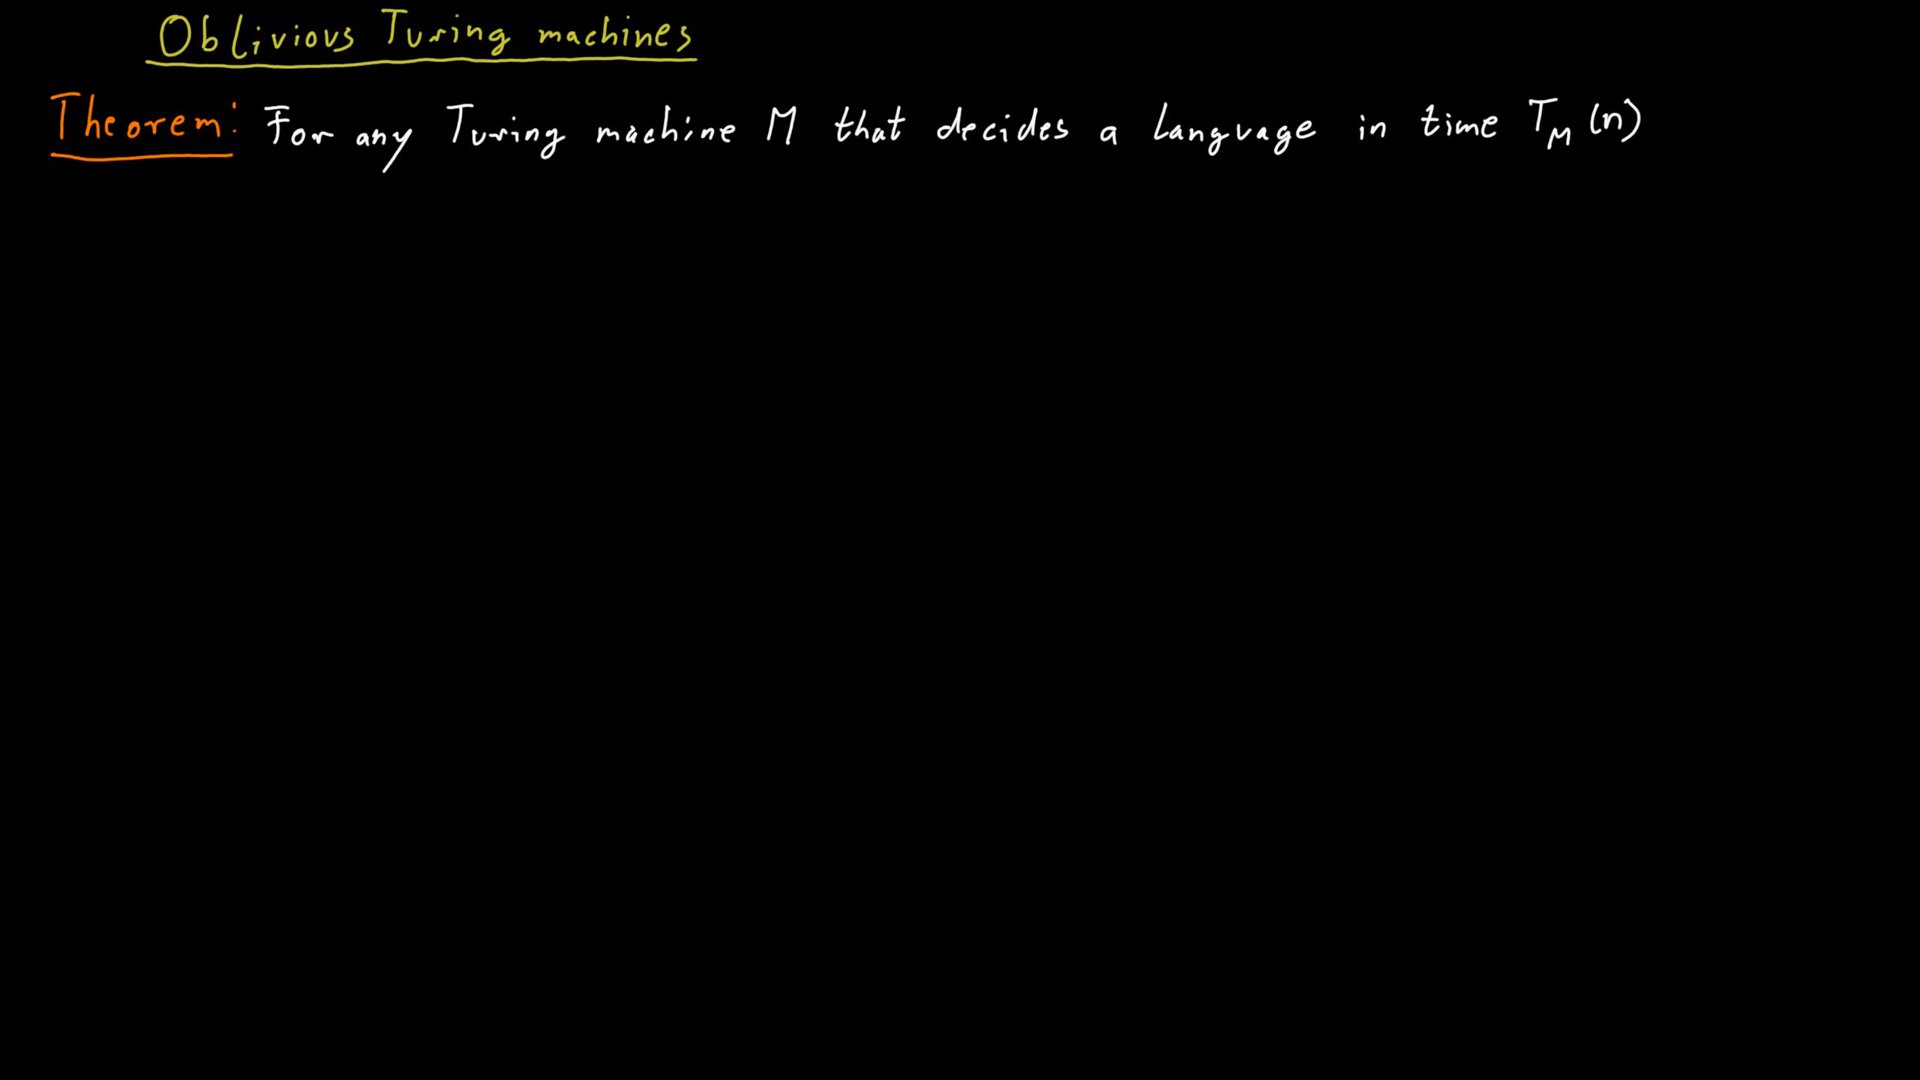 Oblivious Turing machines
Theorem: For any Turing machine M that decides a language in time T_M (n)